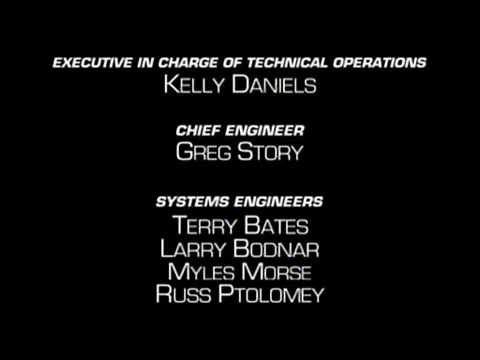 EXECUTIVE IN CHARGE OF TECHNICAL OPERATIONS
KELLY DANIELS
CHIEF ENGINEER
GREG STORY
SYSTEMS ENGINEERS
TERRY BATES
LARRY BODNAR
MYLES MORSE
RUSS PTOLOMEY